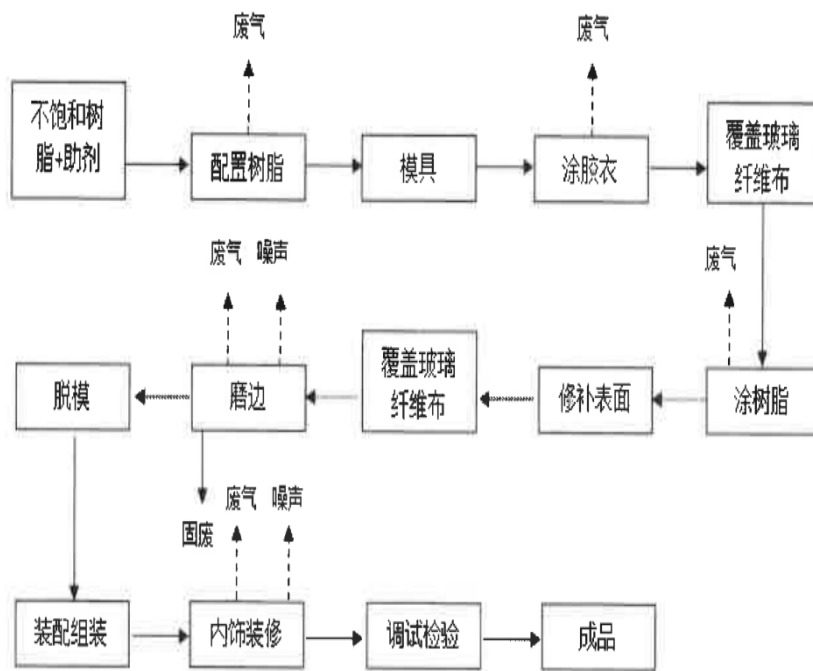 废气
废气
不饱和树
脂+助剂
配置树脂
模具
涂胶衣
覆盖玻璃
纤维布
废气 噪声
废气
脱模
磨边
覆盖玻璃
纤维布
修补表面
涂树脂
固废
废气 噪声
装配组装
内饰装修
调试检验
成品